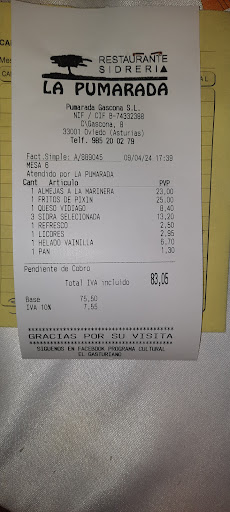 RESTAURANTE
SIDRERIA
LA PUMARADA
Pumarada Gascona S.L.
NIF / CIF B-74332388
C\Gascona, 8
33001 Oviedo (Asturias)
Telf. 985 20 02 79
Fact.Simple: A/989045 09/04/24 17:39
MESA 6
Atendido por LA PUMARADA
Cant Articulo PVP
1 ALMEJAS A LA MARINERA 23,00
1 FRITOS DE PIXIN 25,00
1 QUESO VIDIAGO 8,40
3 SIDRA SELECIONADA 13,20
1 REFRESCO 2,50
1 LICORES 2,95
1 HELADO VAINILLA 6,70
1 PAN 1,30
Pendiente de Cobro
Total IVA incluido 83,05
Base 75,50
IVA 10% 7,55
GRACIAS POR SU VISITA
SIGUENOS EN FACEBOOK PROGRAMA CULTURAL
EL GASTURIANO